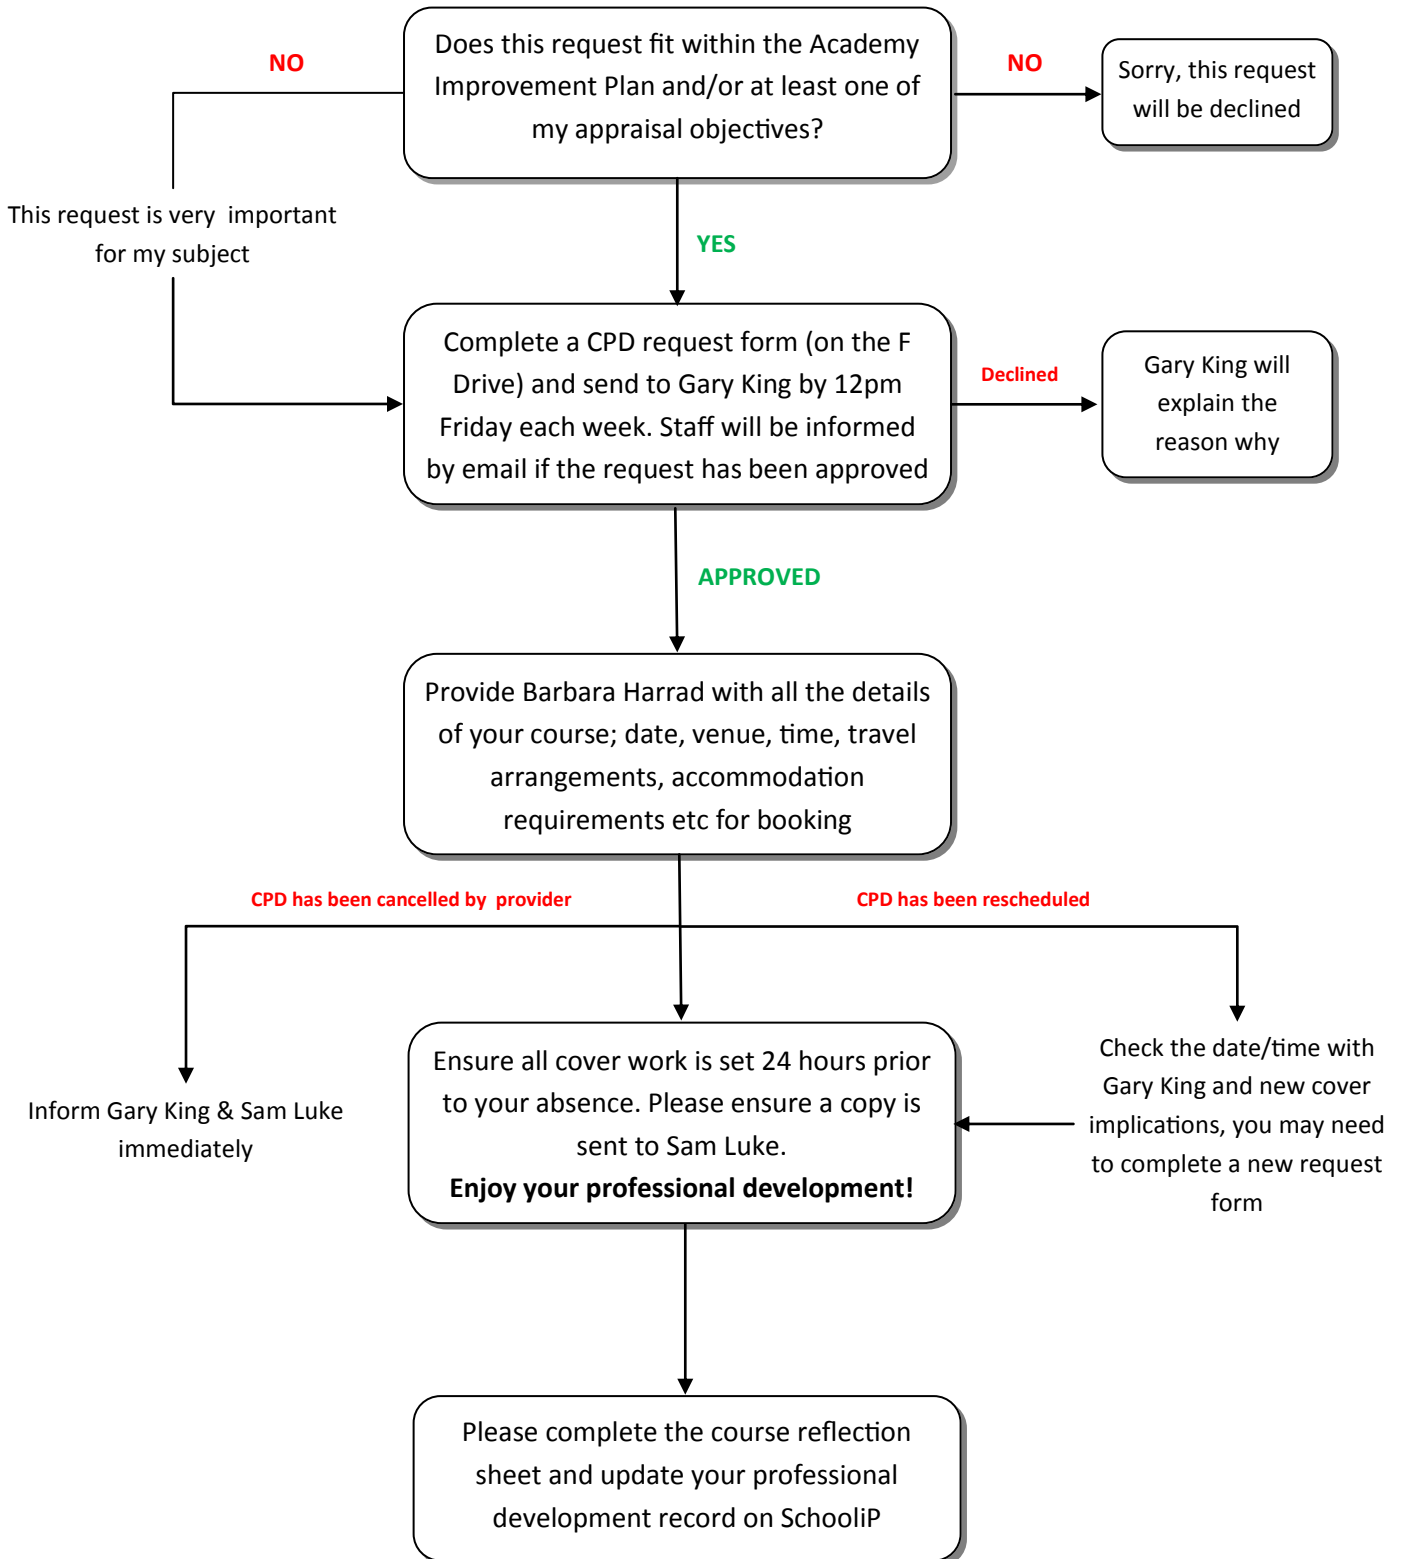 Does this request fit within the Academy
Improvement Plan and/or at least one of
my appraisal objectives?
NO
NO
Sorry, this request
will be declined
This request is very  important
for my subject
YES
Complete a CPD request form (on the F
Drive) and send to Gary King by 12pm
Friday each week. Staff will be informed
by email if the request has been approved
Declined
Gary King will
explain the
reason why
APPROVED
Provide Barbara Harrad with all the details
of your course; date, venue, time, travel
arrangements, accommodation
requirements etc for booking
CPD has been cancelled by  provider
CPD has been rescheduled
Inform Gary King & Sam Luke
immediately
Ensure all cover work is set 24 hours prior
to your absence. Please ensure a copy is
sent to Sam Luke.
Enjoy your professional development!
Check the date/time with
Gary King and new cover
implications, you may need
to complete a new request
form
Please complete the course reflection
sheet and update your professional
development record on SchooliP